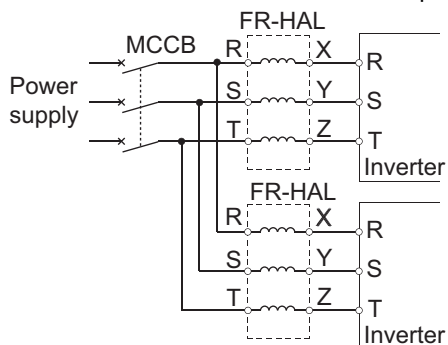 FR-HAL
MCCB
R X R
Power supply
S Y S
T Z T
Inverter
FR-HAL
R X R
S Y S
T Z T
Inverter